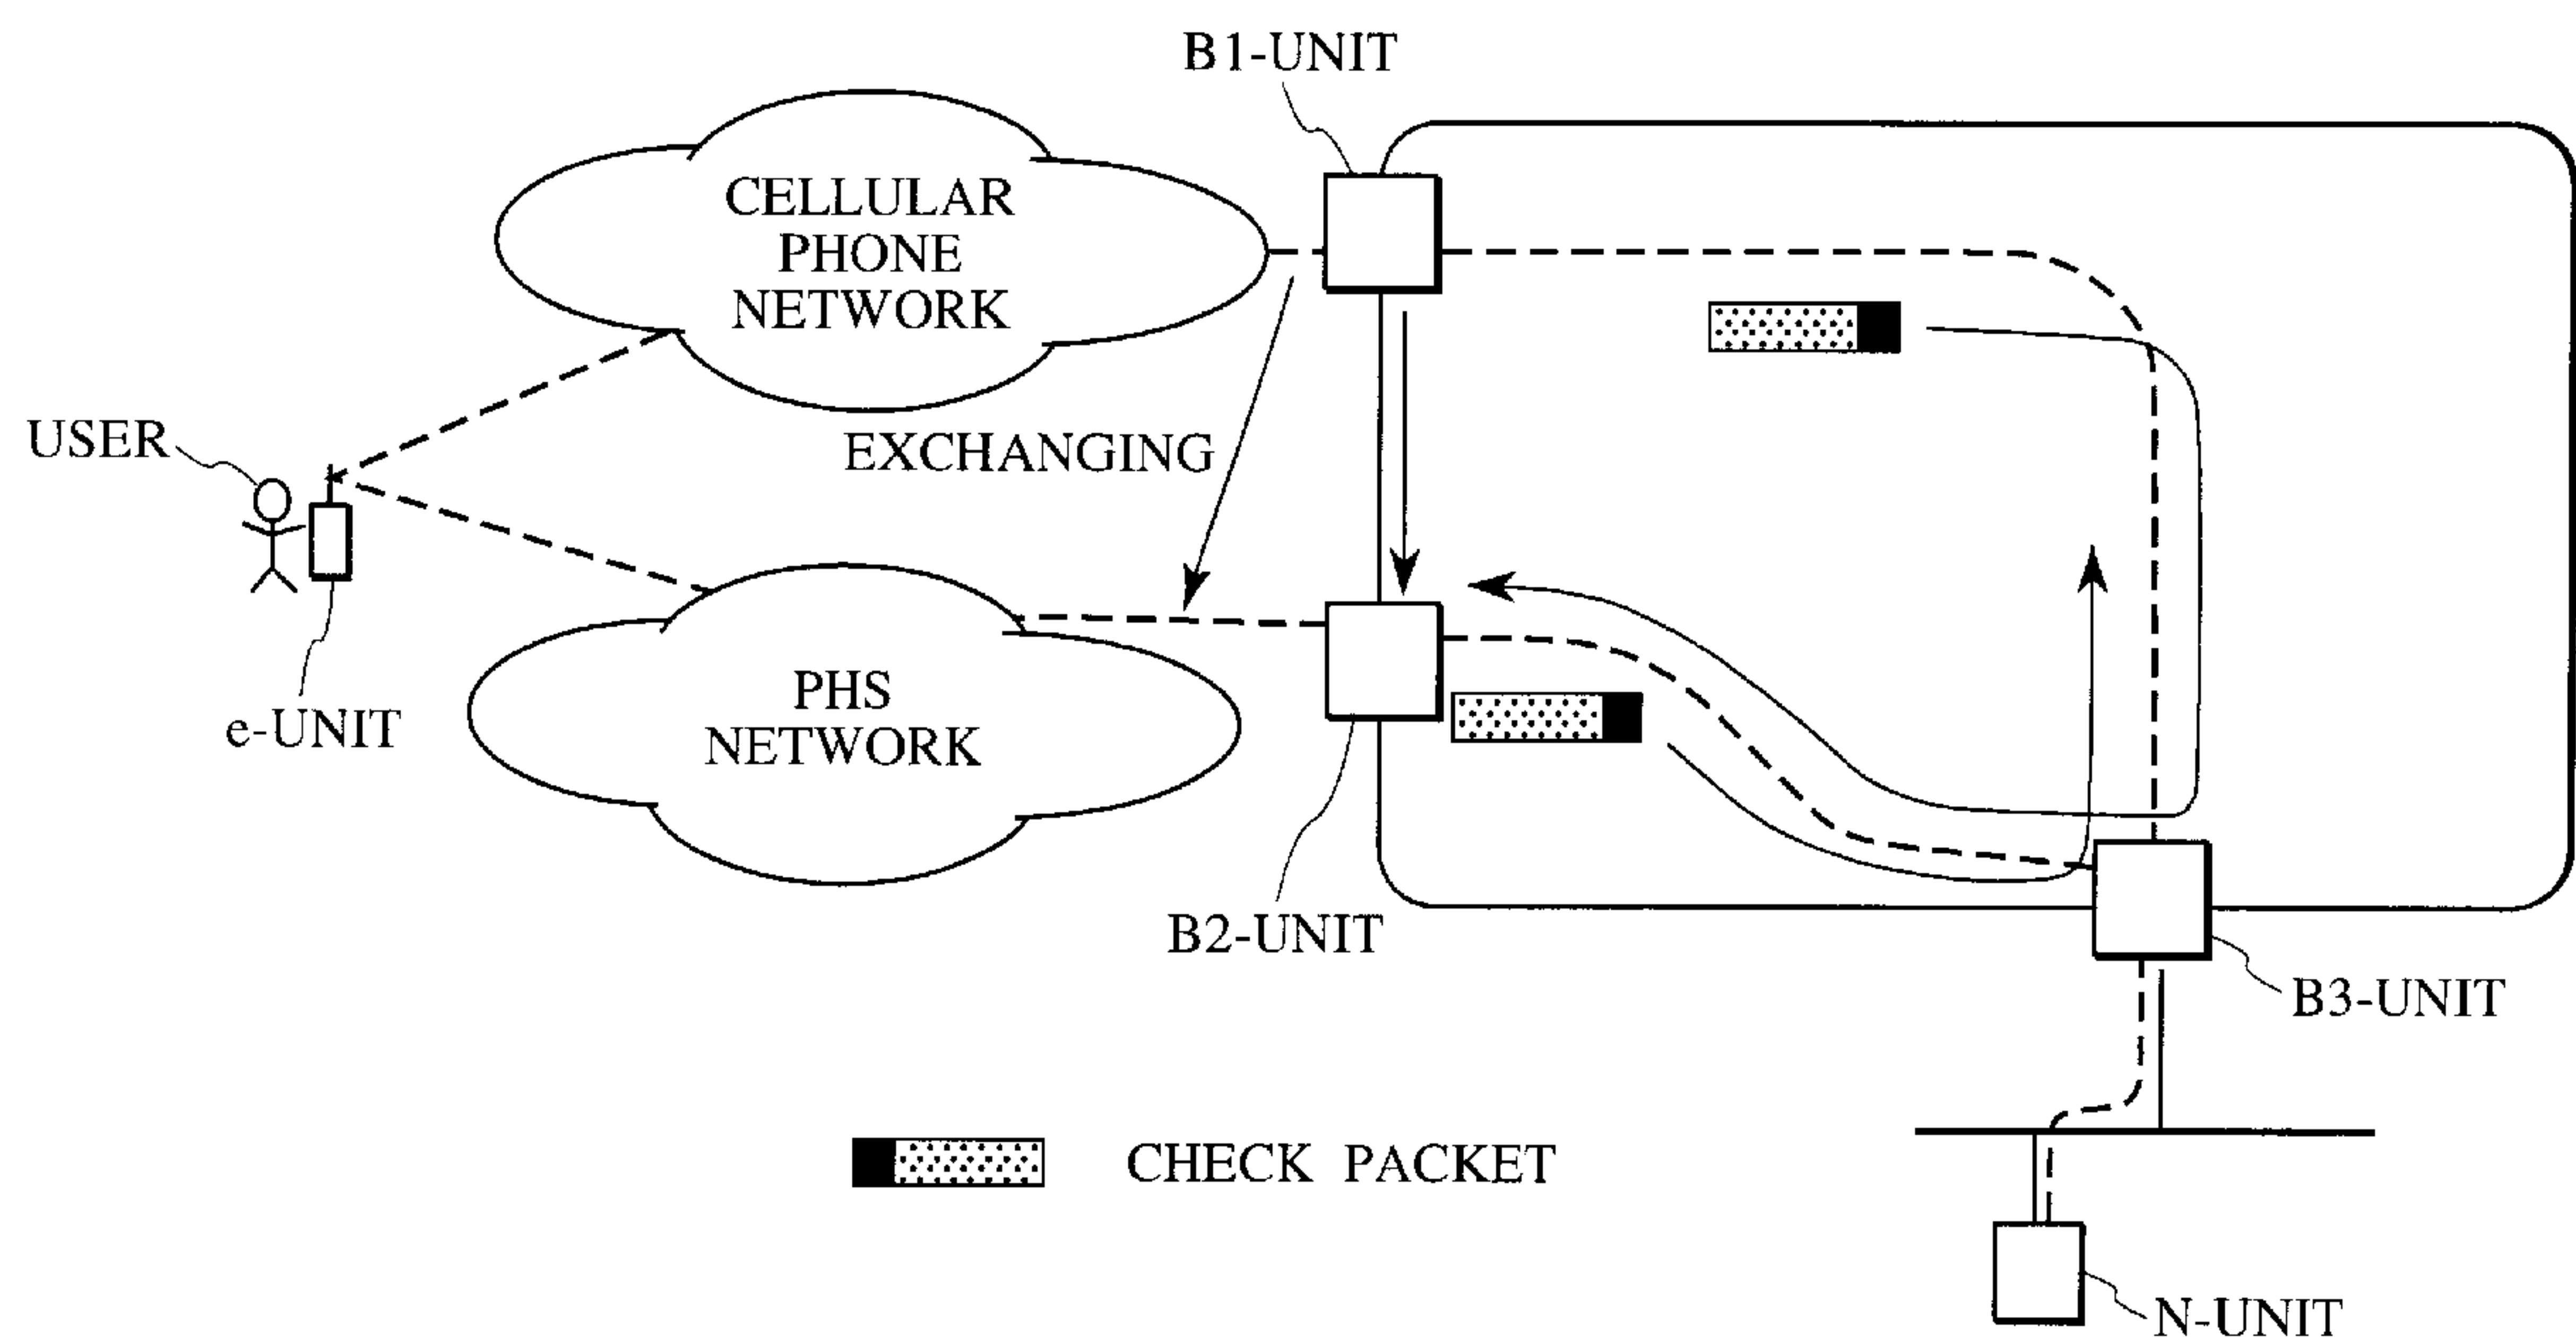 B1-UNIT
CELLULAR
PHONE
NETWORK
USER
EXCHANGING
e-UNIT
PHS
NETWORK
B2-UNIT
B3-UNIT
CHECK PACKET
N-UNIT